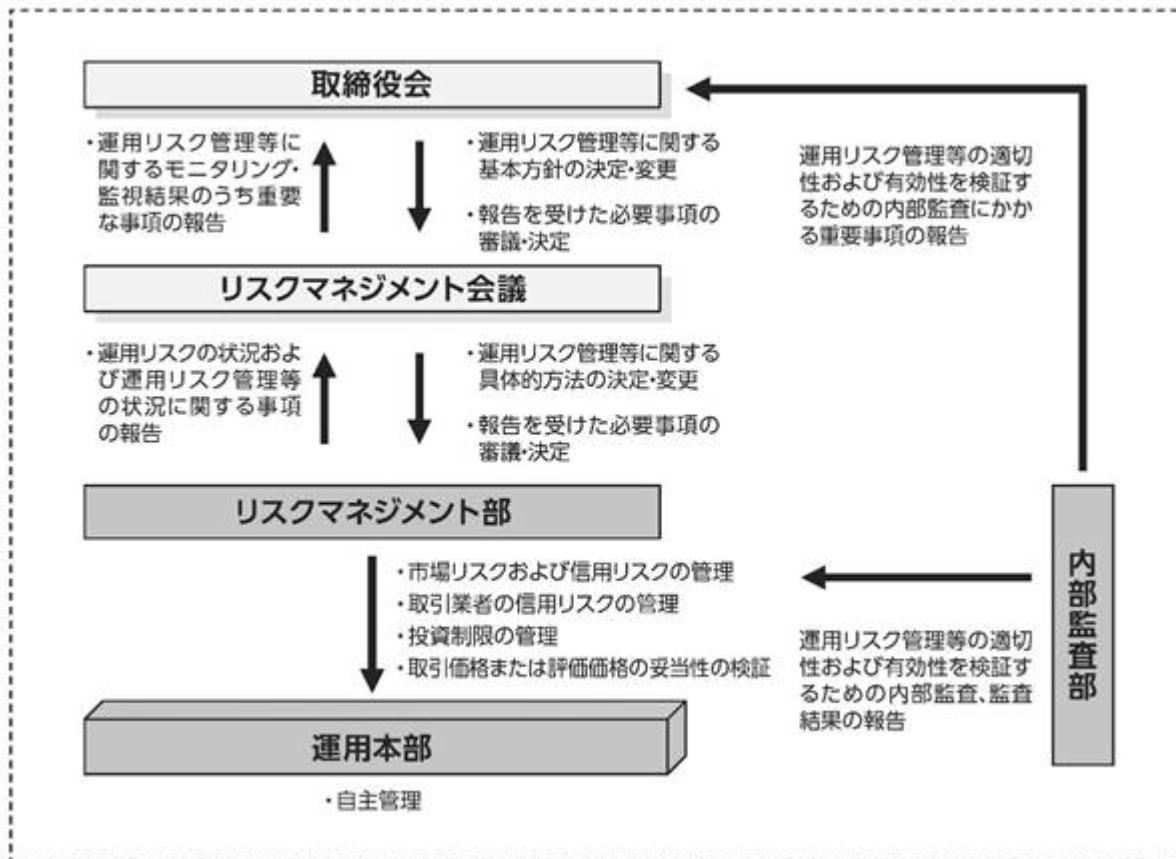 取締役会
・運用リスク管理等に
関するモニタリング・
監視結果のうち重要
な事項の報告
・運用リスク管理等に関する
基本方針の決定・変更
・報告を受けた必要事項の
審議・決定
運用リスク管理等の適切
性および有効性を検証す
るための内部監査にかか
る重要事項の報告
リスクマネジメント会議
・運用リスクの状況およ
び運用リスク管理等
の状況に関する事項
の報告
・運用リスク管理等に関する
具体的方法の決定・変更
・報告を受けた必要事項の
審議・決定
リスクマネジメント部
・市場リスクおよび信用リスクの管理
・取引業者の信用リスクの管理
・投資制限の管理
・取引価格または評価価格の妥当性の検証
運用リスク管理等の適切
性および有効性を検証す
るための内部監査、監査
結果の報告
内部監査部
運用本部
・自主管理